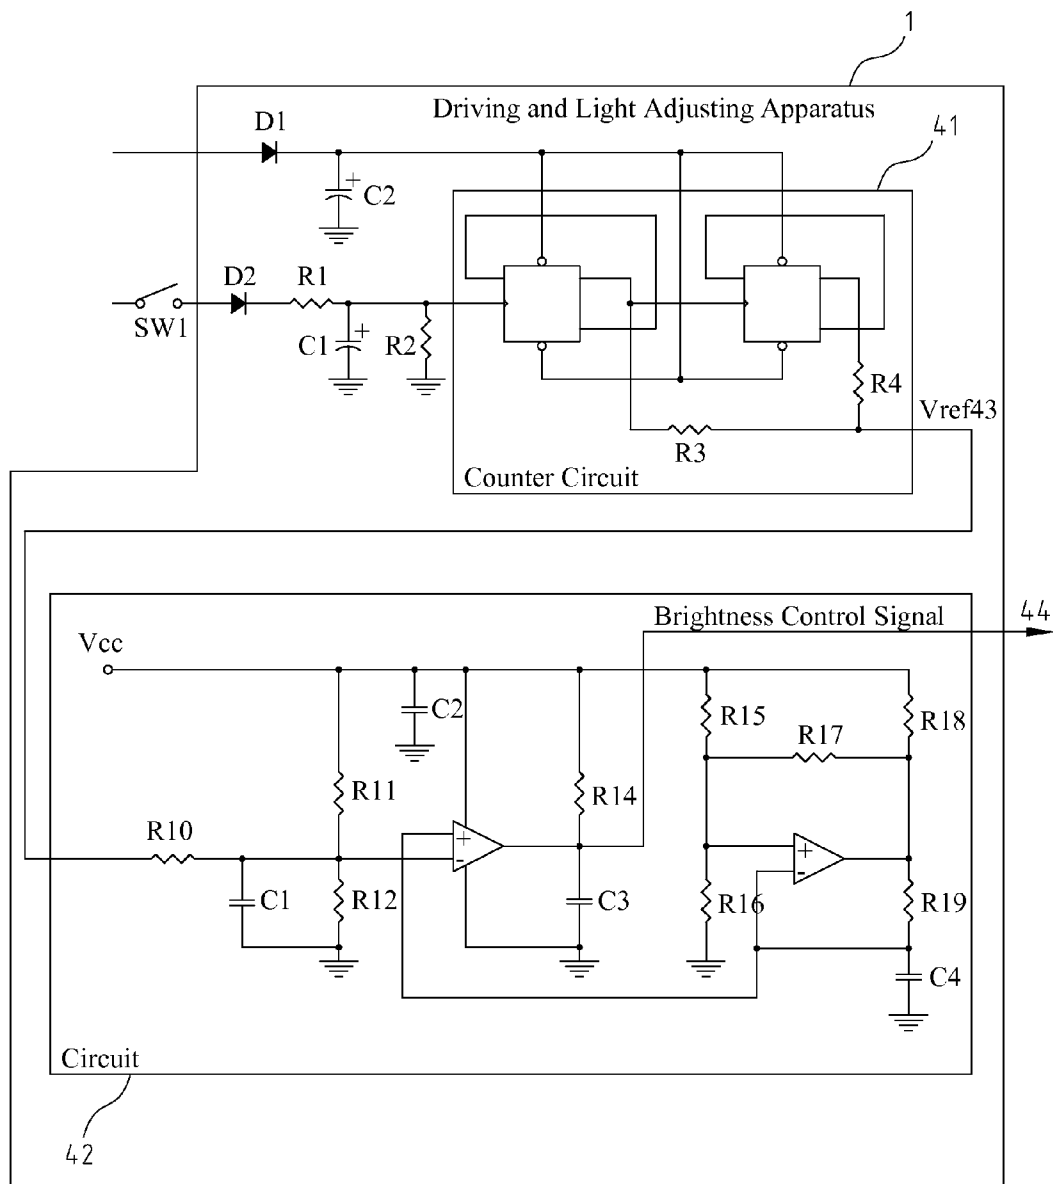 1
Driving and Light Adjusting Apparatus
41
D1
+
C2
D2
R1
SW1
C1
+
R2
R4
Vref43
R3
Counter Circuit
Brightness Control Signal
44
Vcc
C2
R15
R17
R18
R11
R14
R10
+
-
+
-
C1
R12
C3
R16
R19
C4
Circuit
42